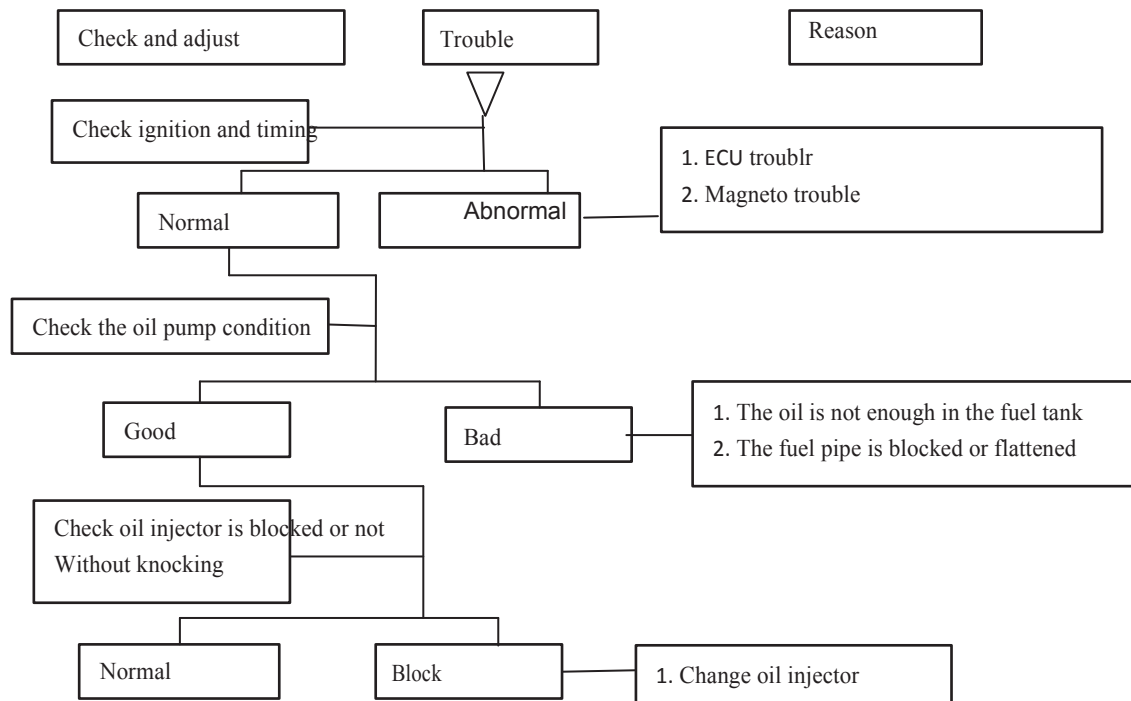 Check and adjust
Trouble
Reason
Check ignition and timing
1. ECU troublr
2. Magneto trouble
Normal
Abnormal
Check the oil pump condition
1. The oil is not enough in the fuel tank
2. The fuel pipe is blocked or flattened
Good
Bad
Check oil injector is blocked or not
Without knocking
Normal
Block
1. Change oil injector